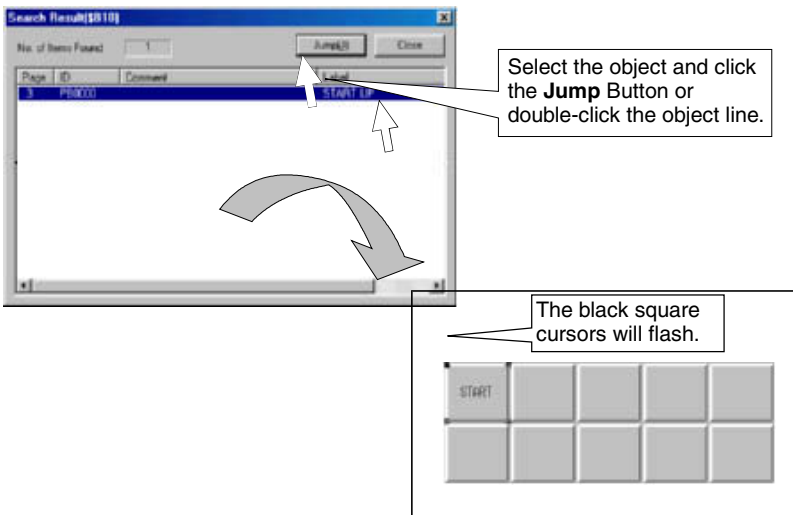 Search Result[$B10]
No. of Items Found 1 Jump(J) Close
Page ID Comment Label
3 PB0000 START UP
Select the object and click
the Jump Button or
double-click the object line.
The black square
cursors will flash.
START